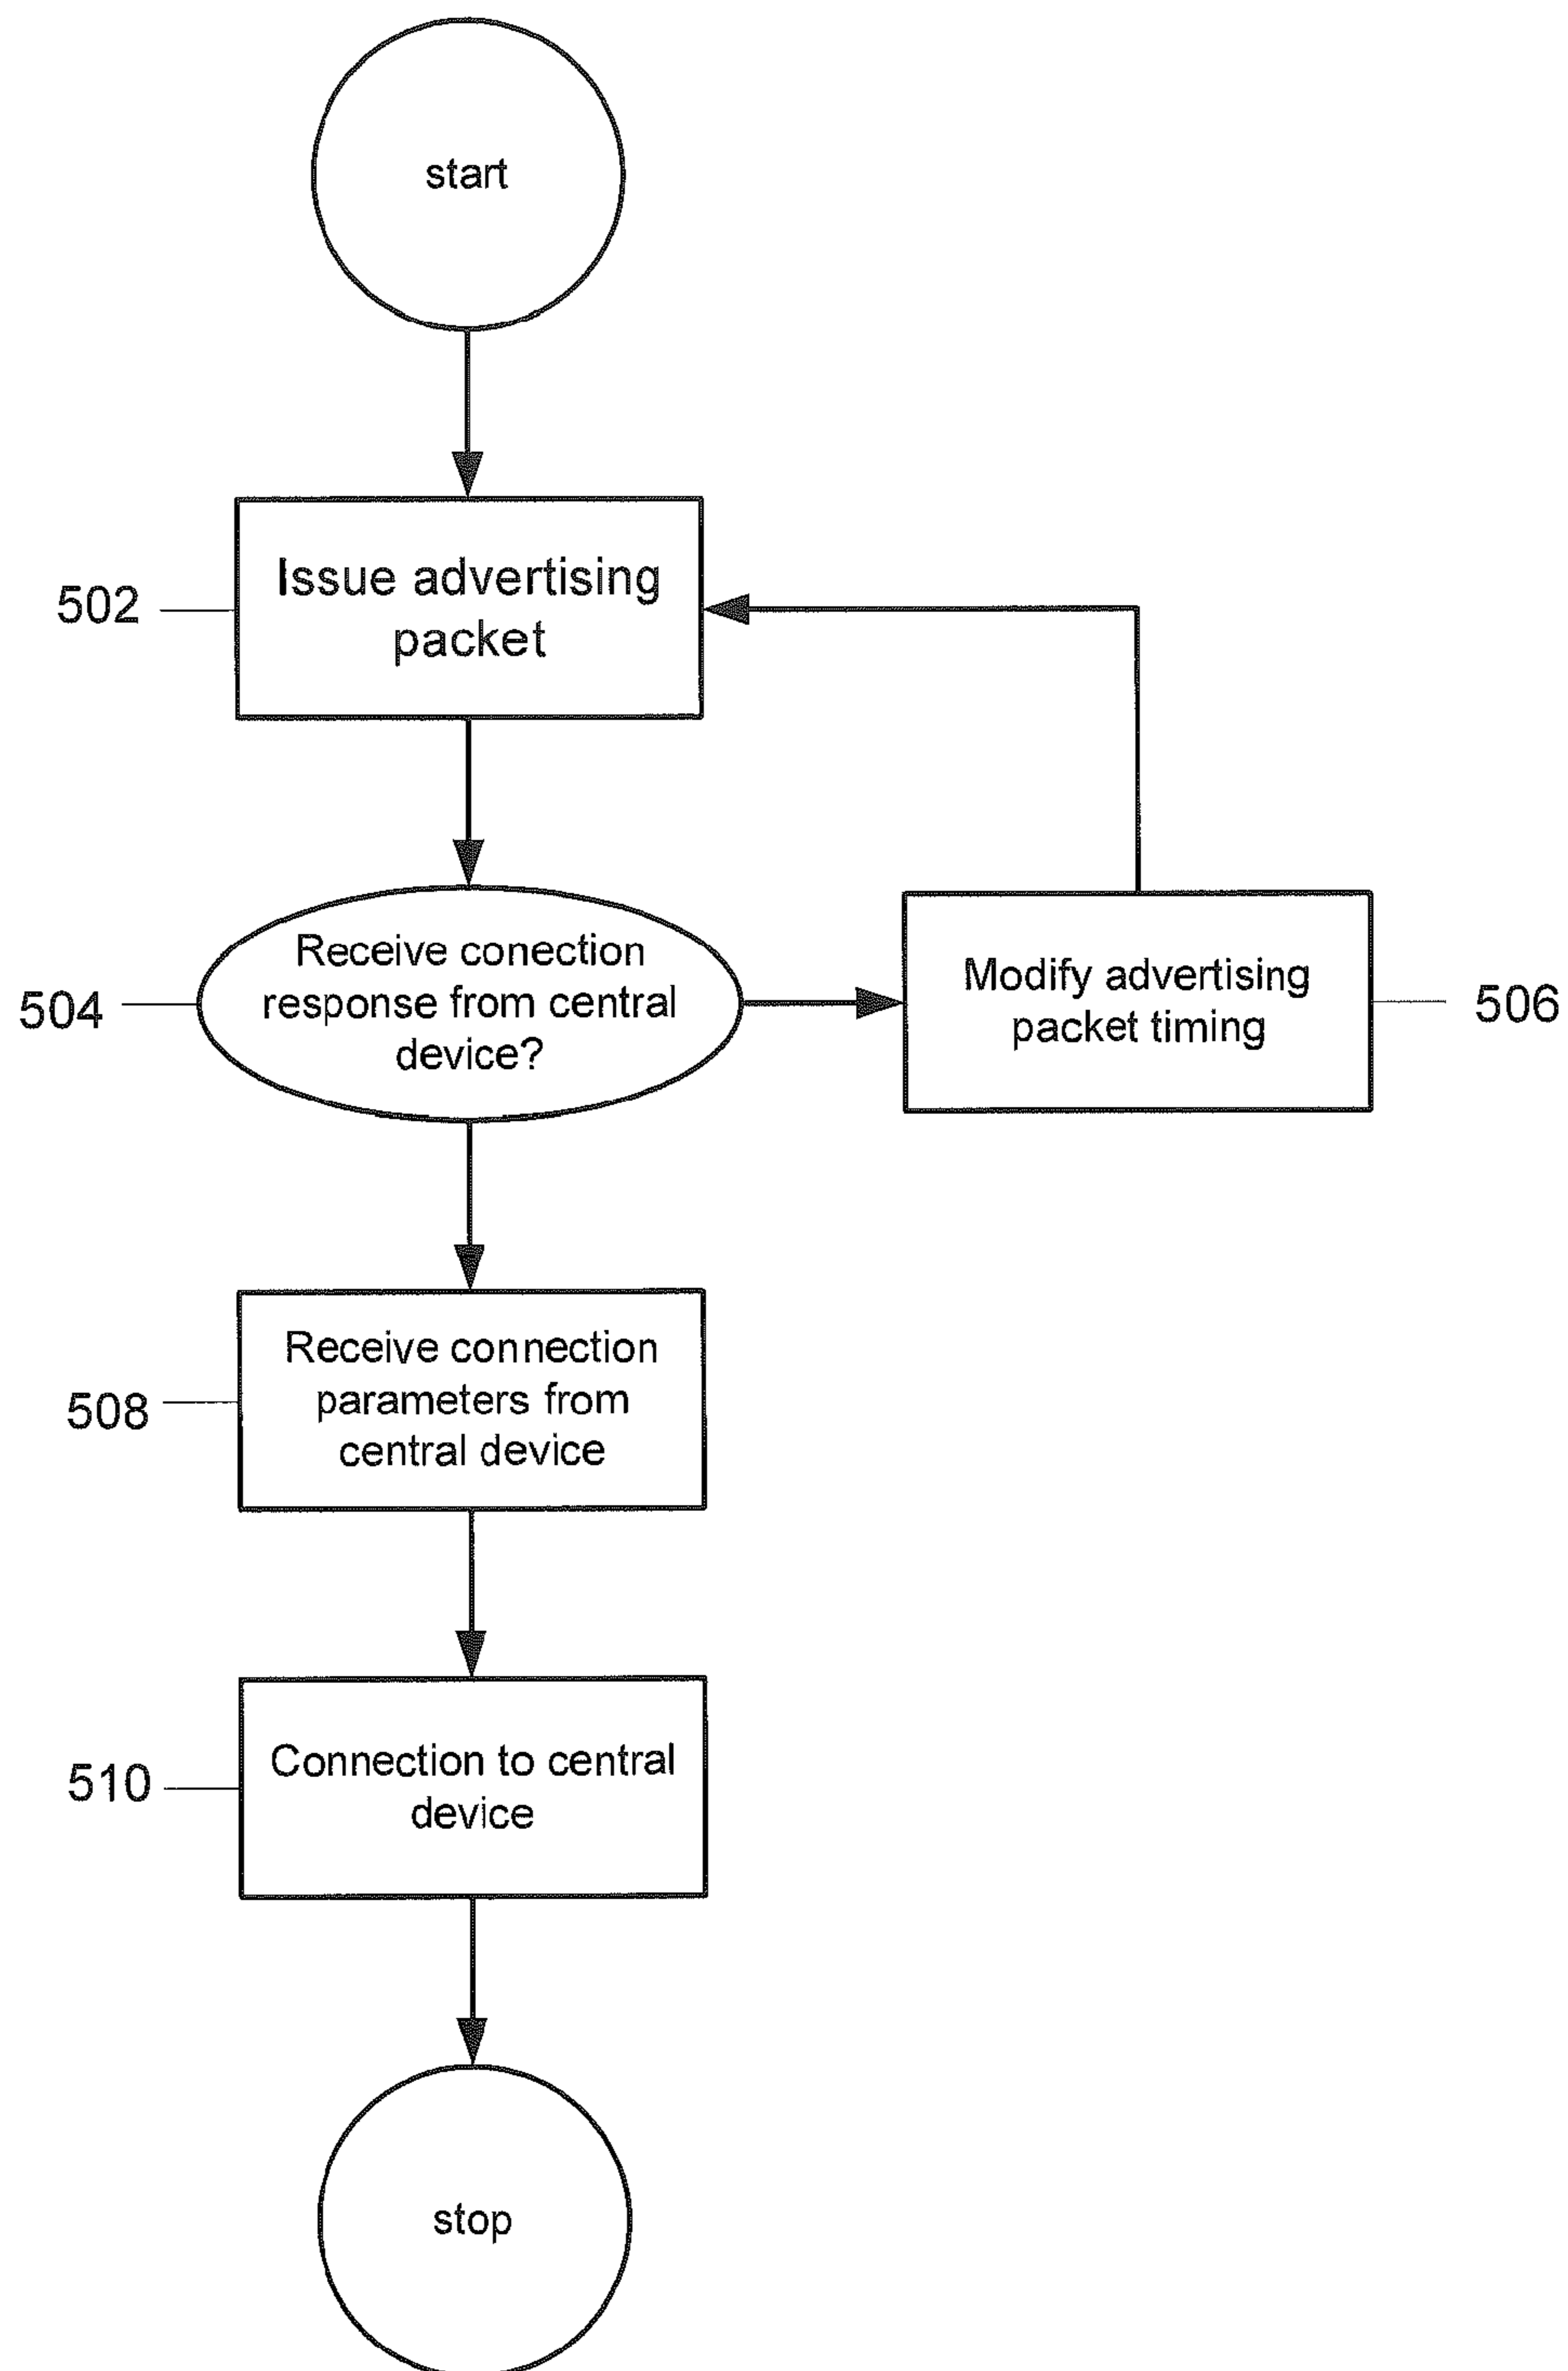 start
502
Issue advertising
packet
504
Receive conection
response from central
device?
Modify advertising
packet timing
506
508
Receive connection
parameters from
central device
510
Connection to central
device
stop